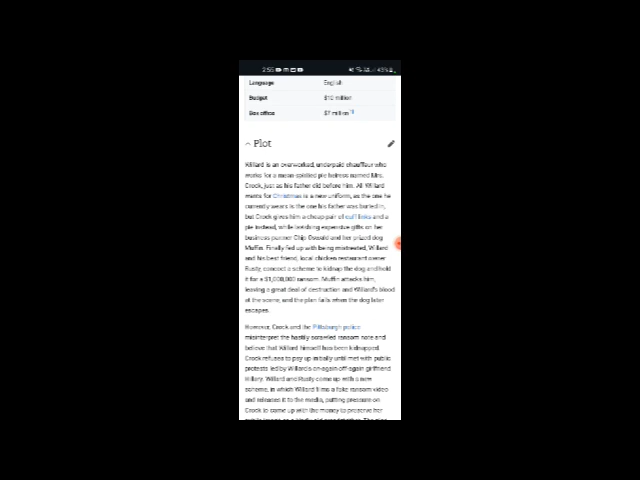 Language English
Budget $10 million
Box office $7 million
Plot
Willard is an overworked, underpaid chauffeur who
works for a mean-spirited pie heiress named Mrs.
Crock, just as his father did before him. All Willard
wants for Christmas is a new uniform, as the one he
currently wears is the one his father was buried in,
but Crock gives him a cheap pair of cuff links and a
pie instead, while lavishing expensive gifts on her
business partner Chip Oswald and her prized dog
Muffin. Finally fed up with being mistreated, Willard
and his best friend, local chicken restaurant owner
Rusty, concoct a scheme to kidnap the dog and hold
it for a $1,000,000 ransom. Muffin attacks him,
leaving a great deal of destruction and Willard's blood
at the scene, and the plan fails when the dog later
escapes.
However, Crock and the Pittsburgh police
misinterpret the hastily scrawled ransom note and
believe that Willard himself has been kidnapped.
Crock refuses to pay up initially until met with public
protests led by Willard's on-again off-again girlfriend
Hillary. Willard and Rusty come up with a new
scheme, in which Willard films a fake ransom video
and releases it to the media, putting pressure on
Crock to come up with the money to preserve her